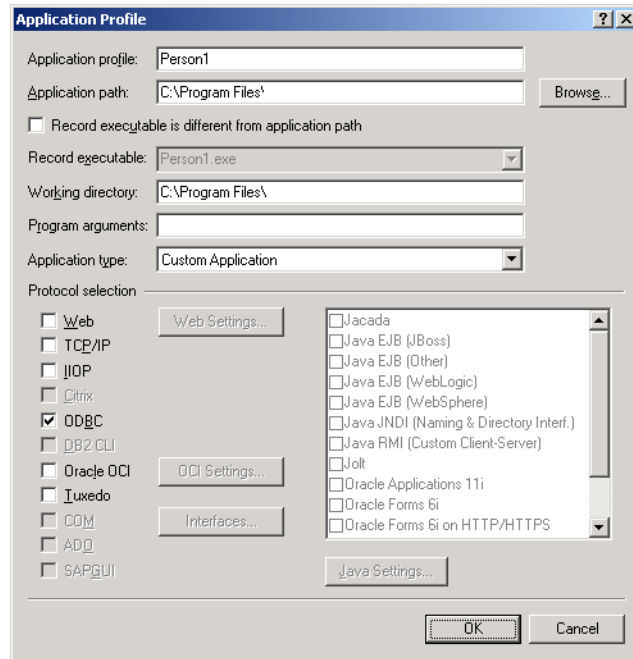 Application Profile
Application profile: Person1
Application path: C:\Program Files\ Browse...
Record executable is different from application path
Record executable: Person1.exe
Working directory: C:\Program Files\
Program arguments:
Application type: Custom Application
Protocol selection
Web Web Settings...
TCP/IP
IIOP
Citrix
ODBC
DB2 CLI
Oracle OCI OCI Settings...
Tuxedo
COM Interfaces...
ADO
SAPGUI
Jacada
Java EJB (JBoss)
Java EJB (Other)
Java EJB (WebLogic)
Java EJB (WebSphere)
Java JNDI (Naming & Directory Interf.)
Java RMI (Custom Client-Server)
Jolt
Oracle Applications 11i
Oracle Forms 6i
Oracle Forms 6i on HTTP/HTTPS
Java Settings...
OK Cancel